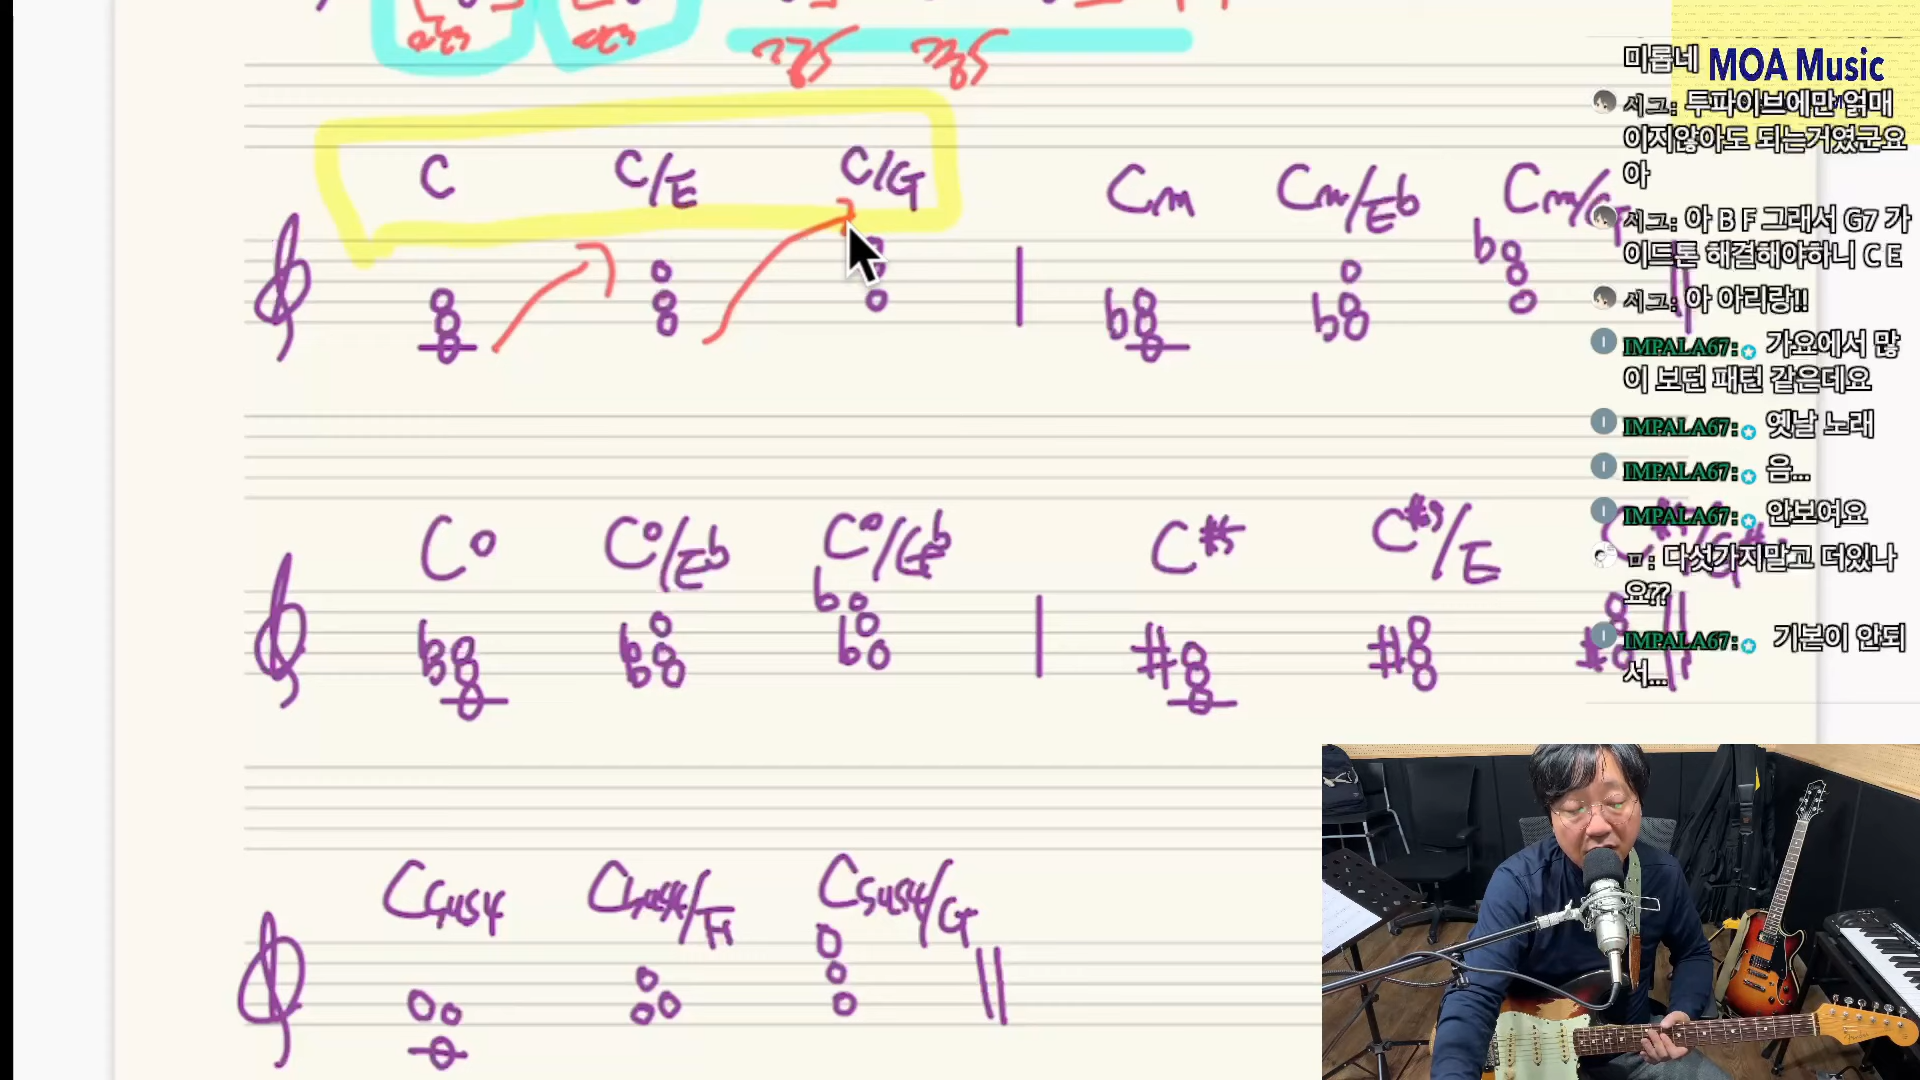 MOA Music
미롭네
시그: 투파이브에만 얽매
이지않아도 되는거였군요
아
시그: 아 B F 그래서 G7 가
이드톤 해결해야하니 C E
시그: 아 아리랑!!
IMPALA67: 가요에서 많
이 보던 패턴 같은데요
IMPALA67: 옛날 노래
IMPALA67: 음...
IMPALA67: 안보여요
ㅁ: 다섯가지말고 더있나
요??
IMPALA67: 기본이 안되
서...
C C/E C/G Cm Cm/Eb Cm/G
C° C°/Eb C°/Gb C#5 C#5/E
Csus4 Csus4/F Csus4/G